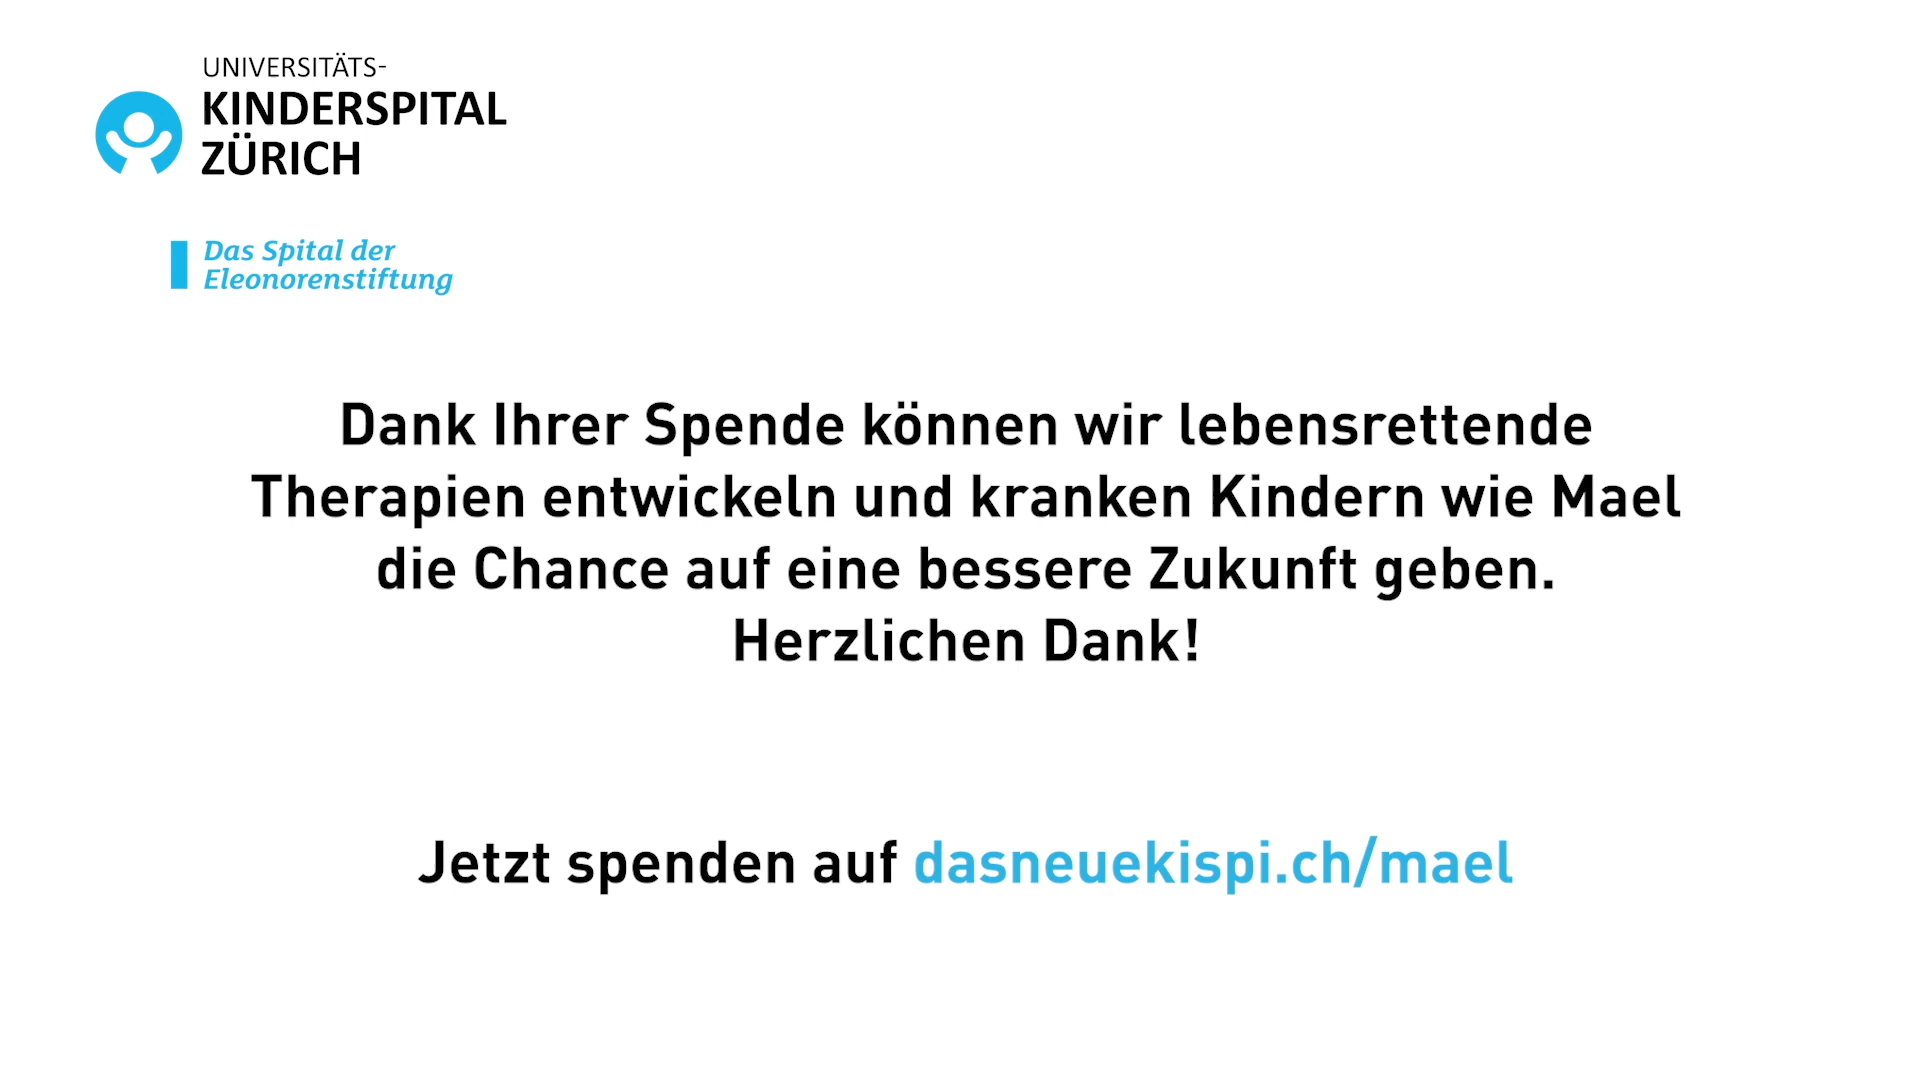 UNIVERSITÄTS-
KINDERSPITAL
ZÜRICH
Das Spital der
Eleonorenstiftung
Dank Ihrer Spende können wir lebensrettende
Therapien entwickeln und kranken Kindern wie Mael
die Chance auf eine bessere Zukunft geben.
Herzlichen Dank!
Jetzt spenden auf dasneuekispi.ch/mael